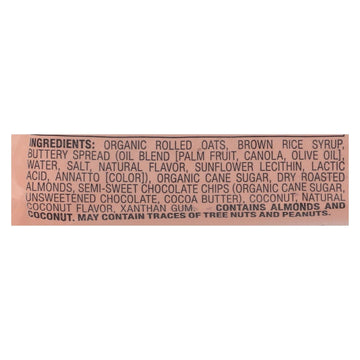 INGREDIENTS: ORGANIC ROLLED OATS, BROWN RICE SYRUP,
BUTTERY SPREAD (OIL BLEND [PALM FRUIT, CANOLA, OLIVE OIL],
WATER, SALT, NATURAL FLAVOR, SUNFLOWER LECITHIN, LACTIC
ACID, ANNATTO [COLOR]), ORGANIC CANE SUGAR, DRY ROASTED
ALMONDS, SEMI-SWEET CHOCOLATE CHIPS (ORGANIC CANE SUGAR,
UNSWEETENED CHOCOLATE, COCOA BUTTER), COCONUT, NATURAL
COCONUT FLAVOR, XANTHAN GUM. CONTAINS ALMONDS AND
COCONUT. MAY CONTAIN TRACES OF TREE NUTS AND PEANUTS.